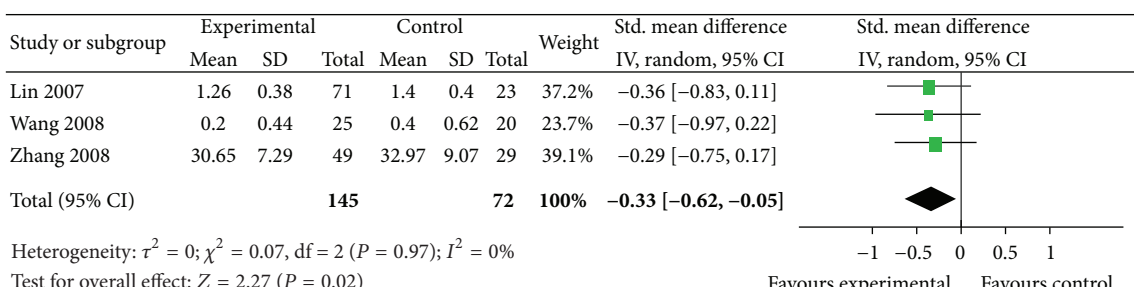 Study or subgroup Experimental Control Weight Std. mean difference Std. mean difference
Mean SD Total Mean SD Total IV, random, 95% CI IV, random, 95% CI
Lin 2007 1.26 0.38 71 1.4 0.4 23 37.2% −0.36 [−0.83, 0.11]
Wang 2008 0.2 0.44 25 0.4 0.62 20 23.7% −0.37 [−0.97, 0.22]
Zhang 2008 30.65 7.29 49 32.97 9.07 29 39.1% −0.29 [−0.75, 0.17]
Total (95% CI) 145 72 100% −0.33 [−0.62, −0.05]
Heterogeneity: τ² = 0; χ² = 0.07, df = 2 (P = 0.97); I² = 0%
−1 −0.5 0 0.5 1
Test for overall effect: Z = 2.27 (P = 0.02)
Favours experimental Favours control